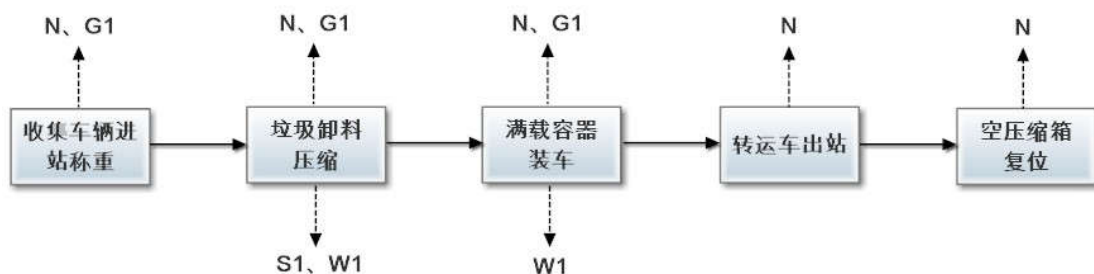 N、G1
N、G1
N、G1
N
N
收集车辆进
站称重
垃圾卸料
压缩
满载容器
装车
转运车出站
空压缩箱
复位
S1、W1
W1